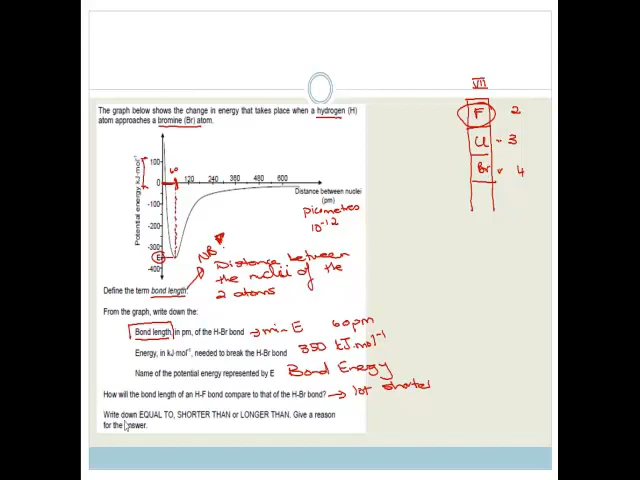 The graph below shows the change in energy that takes place when a hydrogen (H)
atom approaches a bromine (Br) atom.
VII
F 2
Cl 3
Br 4
Potential energy kJ·mol⁻¹
100
0
-100
-200
-300
E
-400
60
120 240 360 480 600
Distance between nuclei
(pm)
picometres
10⁻¹²
NB:
Distance between
the nuclei of the
2 atoms
Define the term bond length.
From the graph, write down the:
Bond length, in pm, of the H-Br bond → min E 60pm
Energy, in kJ·mol⁻¹, needed to break the H-Br bond 350 kJ.mol⁻¹
Name of the potential energy represented by E Bond Energy
How will the bond length of an H-F bond compare to that of the H-Br bond? → lot shorter
Write down EQUAL TO, SHORTER THAN or LONGER THAN. Give a reason
for the answer.